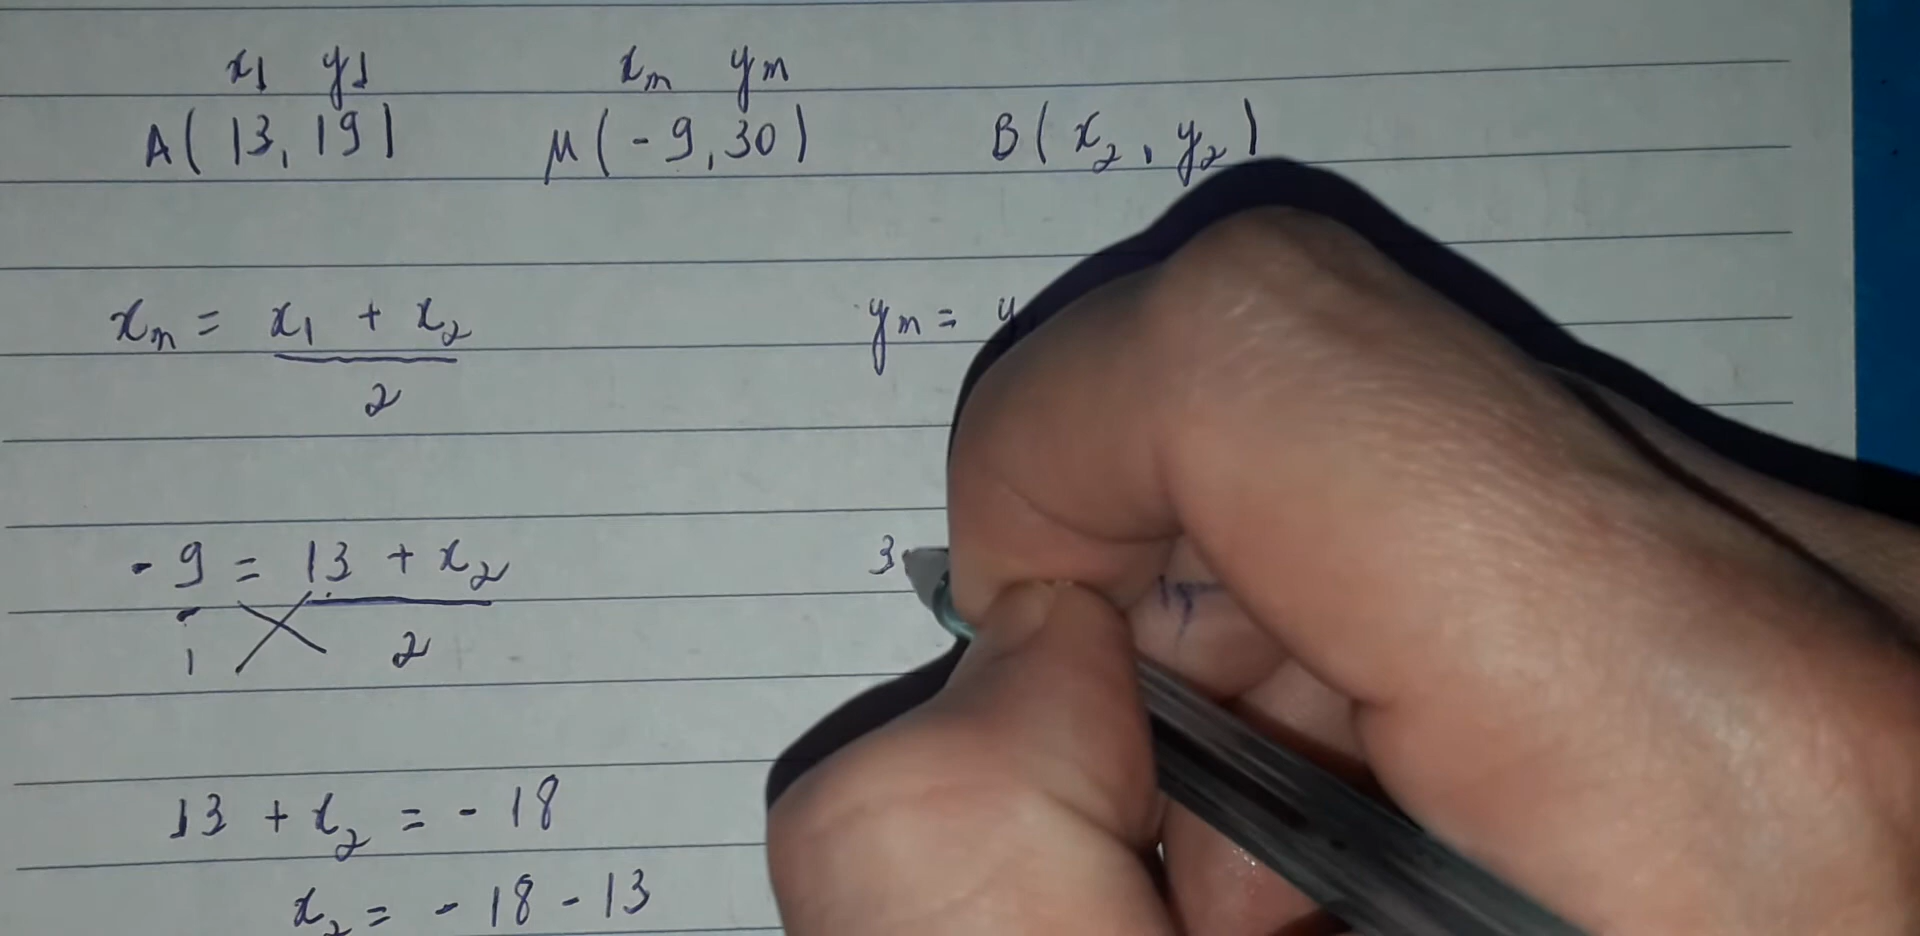 x₁ y₁ xₘ yₘ
A( 13, 19) M( -9, 30) B( x₂, y₂)
xₘ = x₁ + x₂ yₘ = y
2
- 9 = 13 + x₂ 3
1 2
13 + x₂ = - 18
x₂ = - 18 - 13